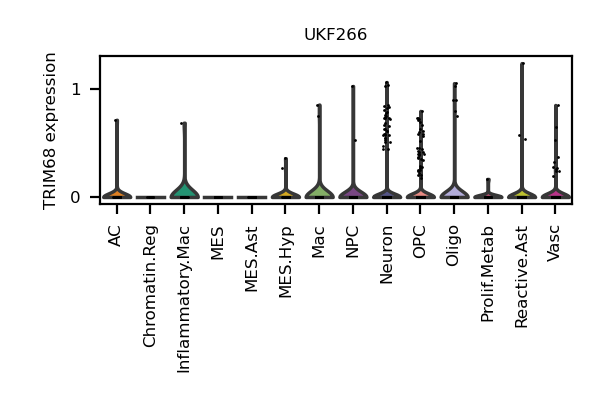 UKF266
TRIM68 expression
1
0
AC
Chromatin.Reg
Inflammatory.Mac
MES
MES.Ast
MES.Hyp
Mac
NPC
Neuron
OPC
Oligo
Prolif.Metab
Reactive.Ast
Vasc